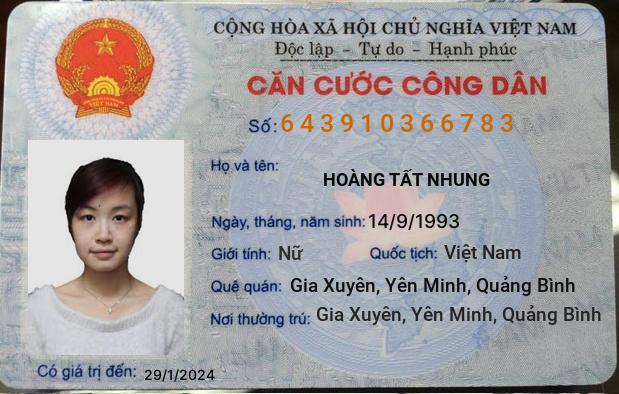 CỘNG HÒA XÃ HỘI CHỦ NGHĨA VIỆT NAM
Độc lập - Tự do - Hạnh phúc
CĂN CƯỚC CÔNG DÂN
Số: 643910366783
Họ và tên:
HOÀNG TẤT NHUNG
Ngày, tháng, năm sinh: 14/9/1993
Giới tính: Nữ Quốc tịch: Việt Nam
Quê quán: Gia Xuyên, Yên Minh, Quảng Bình
Nơi thường trú: Gia Xuyên, Yên Minh, Quảng Bình
Có giá trị đến: 29/1/2024
VIỆT NAM